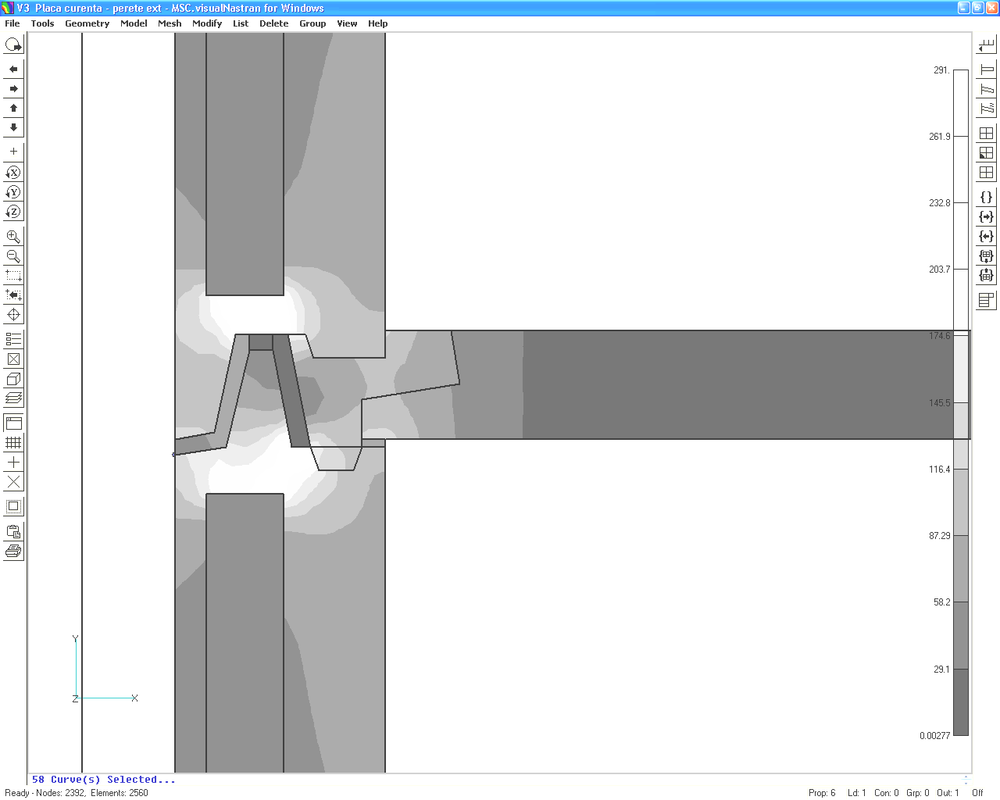 V3 Placa curenta - perete ext - MSC.visualNastran for Windows
File Tools Geometry Model Mesh Modify List Delete Group View Help
X
Y
Z
291.
261.9
232.8
203.7
174.6
145.5
116.4
87.29
58.2
29.1
0.00277
Y
Z X
58 Curve(s) Selected...
Ready - Nodes: 2392, Elements: 2560 Prop: 6 Ld: 1 Con: 0 Grp: 0 Out: 1 Off